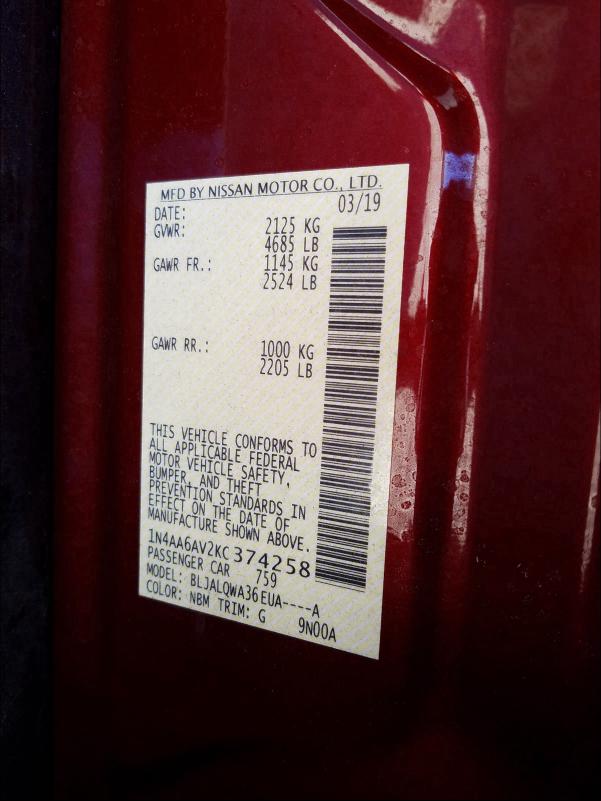 MFD BY NISSAN MOTOR CO., LTD.
DATE: 03/19
GVWR: 2125 KG
4685 LB
GAWR FR.: 1145 KG
2524 LB
GAWR RR.: 1000 KG
2205 LB
THIS VEHICLE CONFORMS TO
ALL APPLICABLE FEDERAL
MOTOR VEHICLE SAFETY,
BUMPER, AND THEFT
PREVENTION STANDARDS IN
EFFECT ON THE DATE OF
MANUFACTURE SHOWN ABOVE.
1N4AA6AV2KC374258
PASSENGER CAR 759
MODEL: BLJALQWA36EUA----A
COLOR: NBM TRIM: G 9N00A